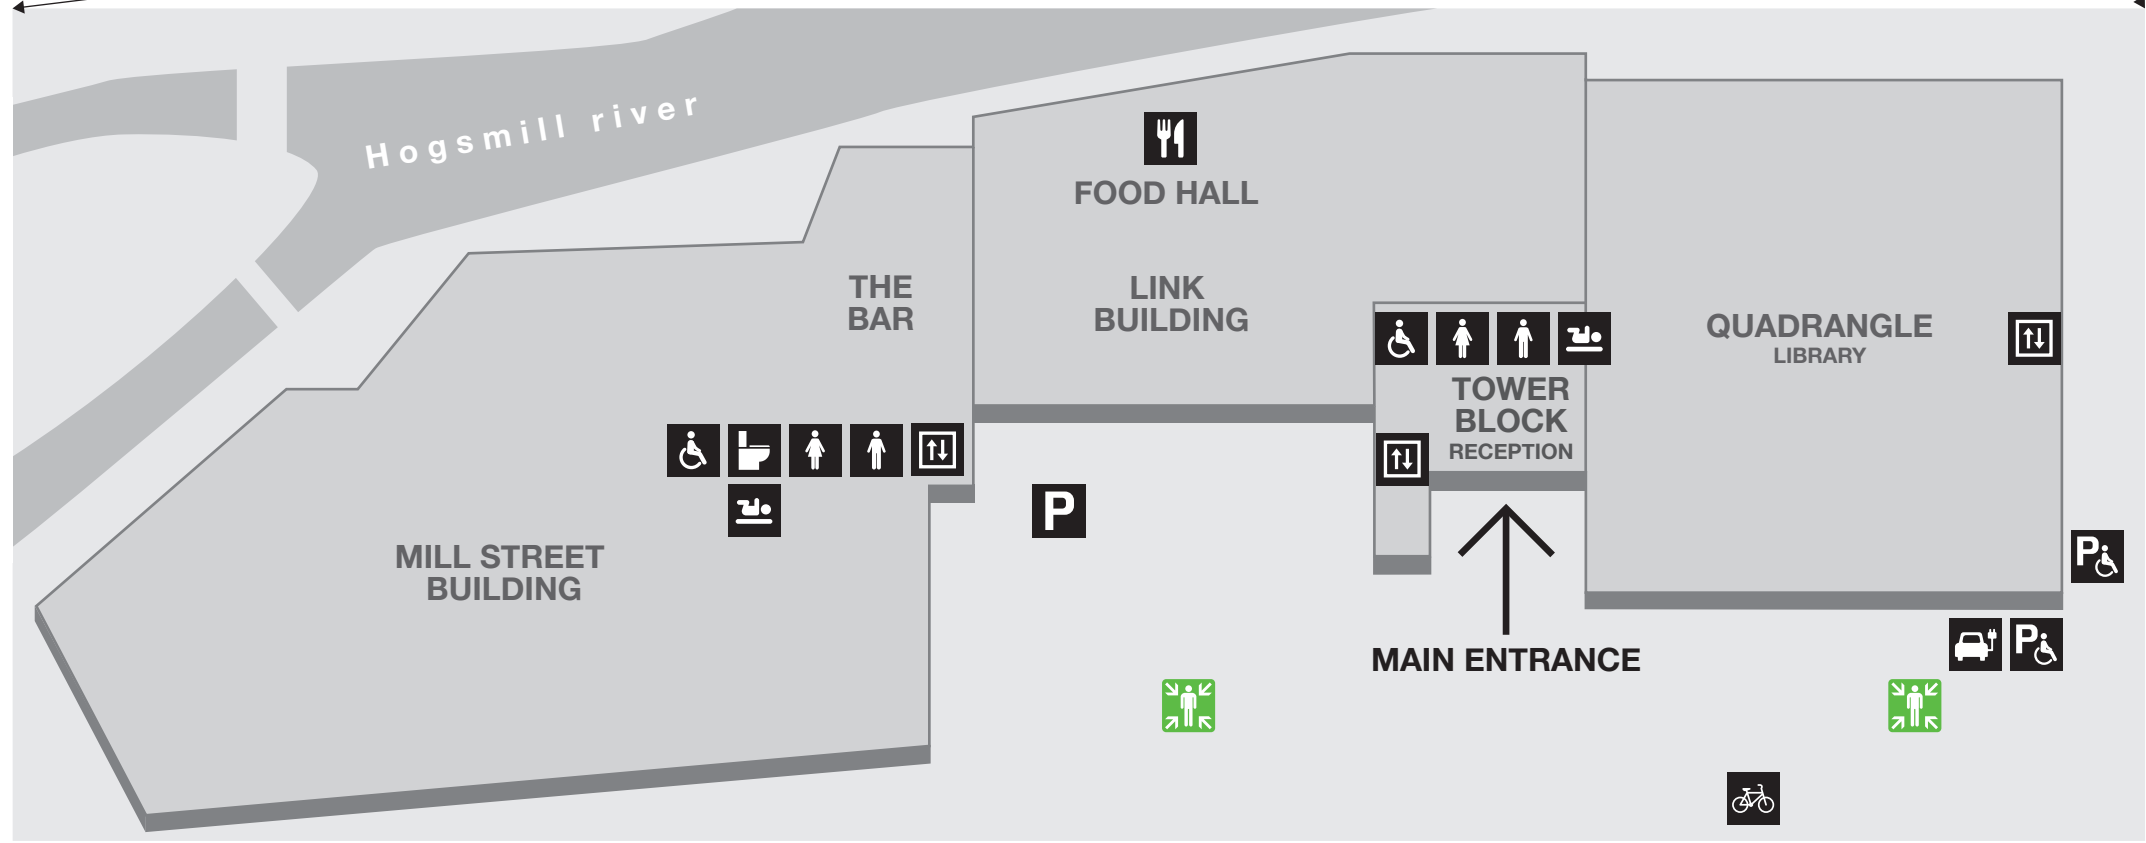 Hogsmill river
FOOD HALL
THE
BAR
LINK
BUILDING
QUADRANGLE
LIBRARY
TOWER
BLOCK
RECEPTION
P
MILL STREET
BUILDING
P
P
MAIN ENTRANCE